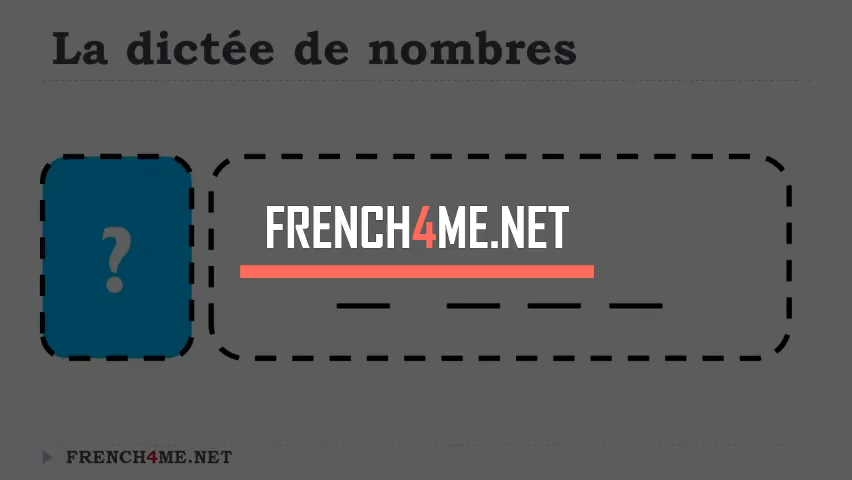 La dictée de nombres
?
FRENCH4ME.NET
FRENCH4ME.NET